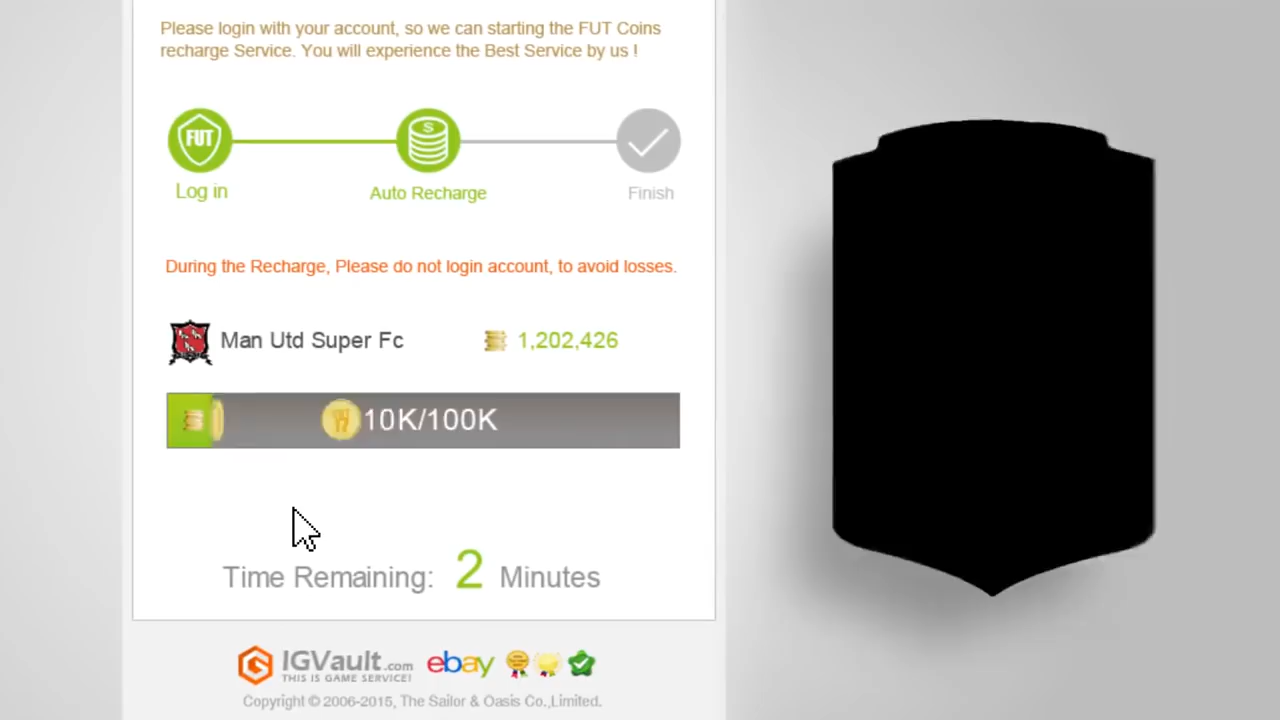 Please login with your account, so we can starting the FUT Coins
recharge Service. You will experience the Best Service by us !
FUT
$
Log in
Auto Recharge
Finish
During the Recharge, Please do not login account, to avoid losses.
Man Utd Super Fc 1,202,426
10K/100K
Time Remaining: 2 Minutes
IGVault.com
THIS IS GAME SERVICE!
ebay
Copyright © 2006-2015, The Sailor & Oasis Co.,Limited.